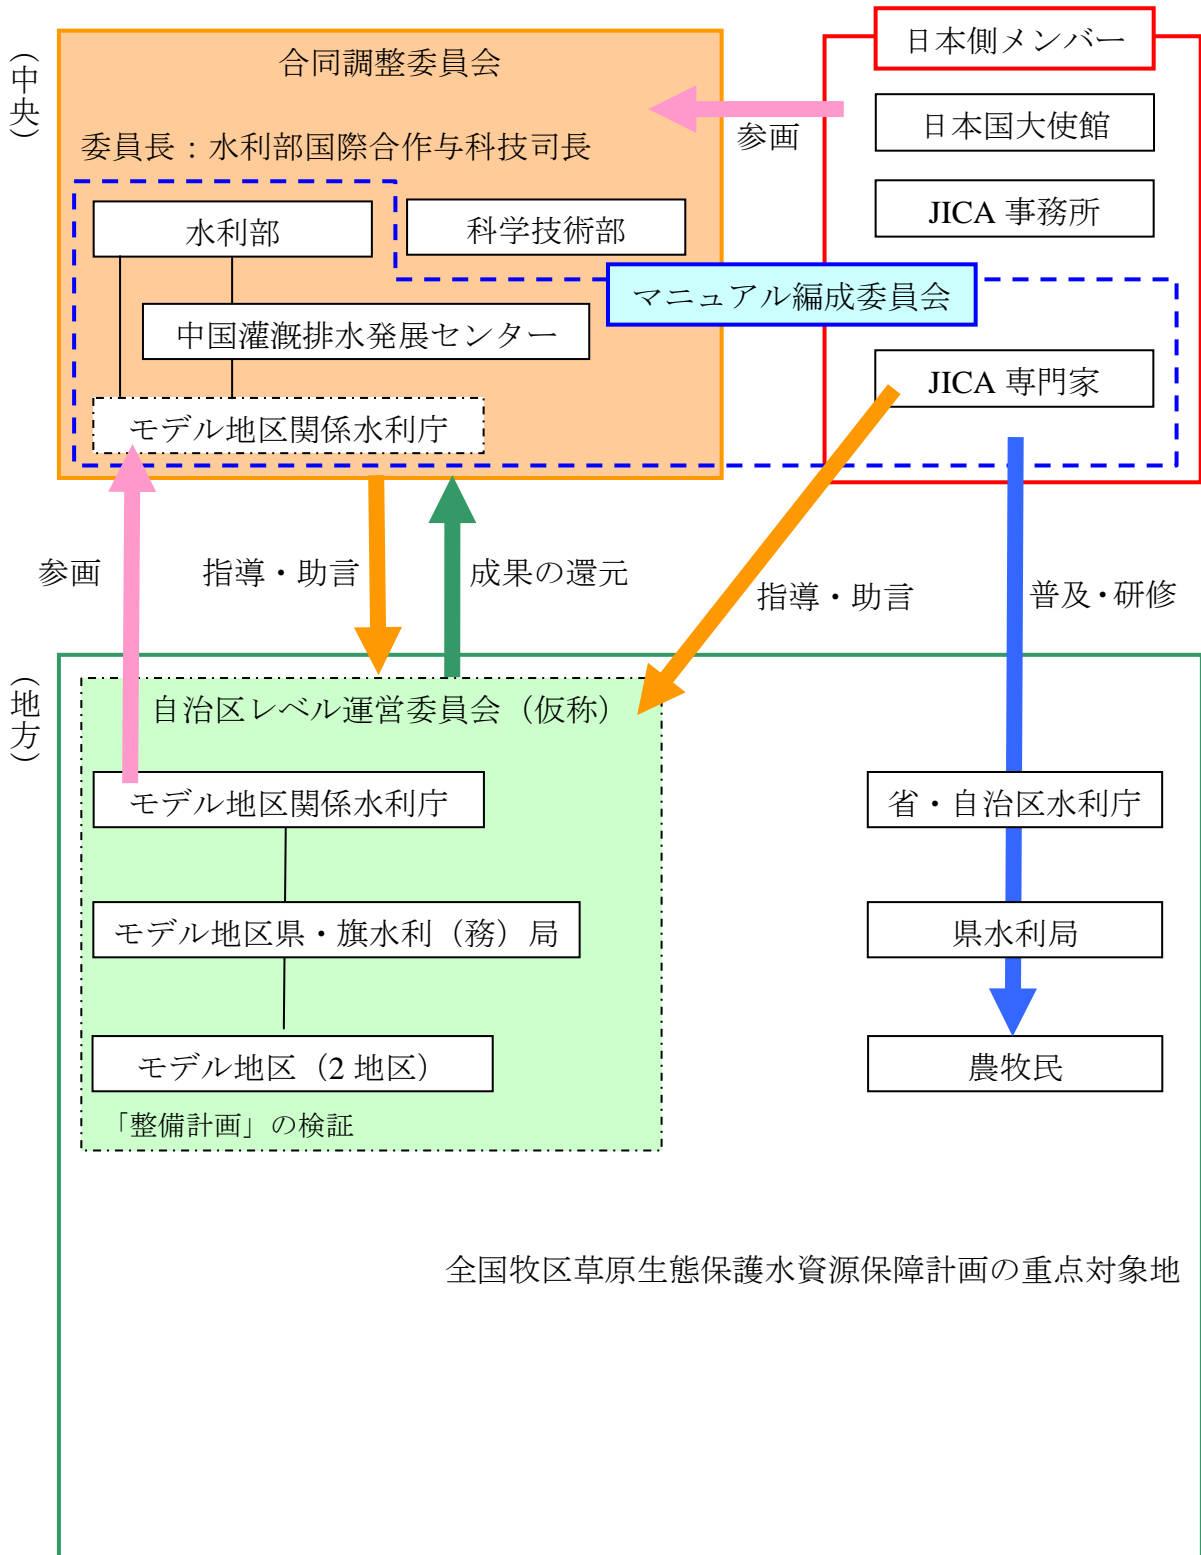 （中央）
合同調整委員会
委員長：水利部国際合作与科技司長
水利部
科学技術部
中国灌漑排水発展センター
モデル地区関係水利庁
参画
日本側メンバー
日本国大使館
JICA 事務所
マニュアル編成委員会
JICA 専門家
参画
指導・助言
成果の還元
指導・助言
普及・研修
（地方）
自治区レベル運営委員会（仮称）
モデル地区関係水利庁
モデル地区県・旗水利（務）局
モデル地区（2 地区）
「整備計画」の検証
省・自治区水利庁
県水利局
農牧民
全国牧区草原生態保護水資源保障計画の重点対象地